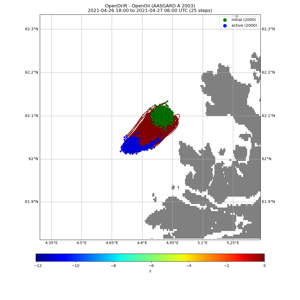 OpenDrift - OpenOil (AASGARD A 2003)
2021-04-26 18:00 to 2021-04-27 06:00 UTC (25 steps)
initial (2000)
active (2000)
62.3°N
62.3°N
62.2°N
62.2°N
62.1°N
62.1°N
62°N
62°N
61.9°N
61.9°N
4.35°E
4.5°E
4.65°E
4.8°E
4.95°E
5.1°E
5.25°E
−12
−10
−8
−6
−4
−2
0
z